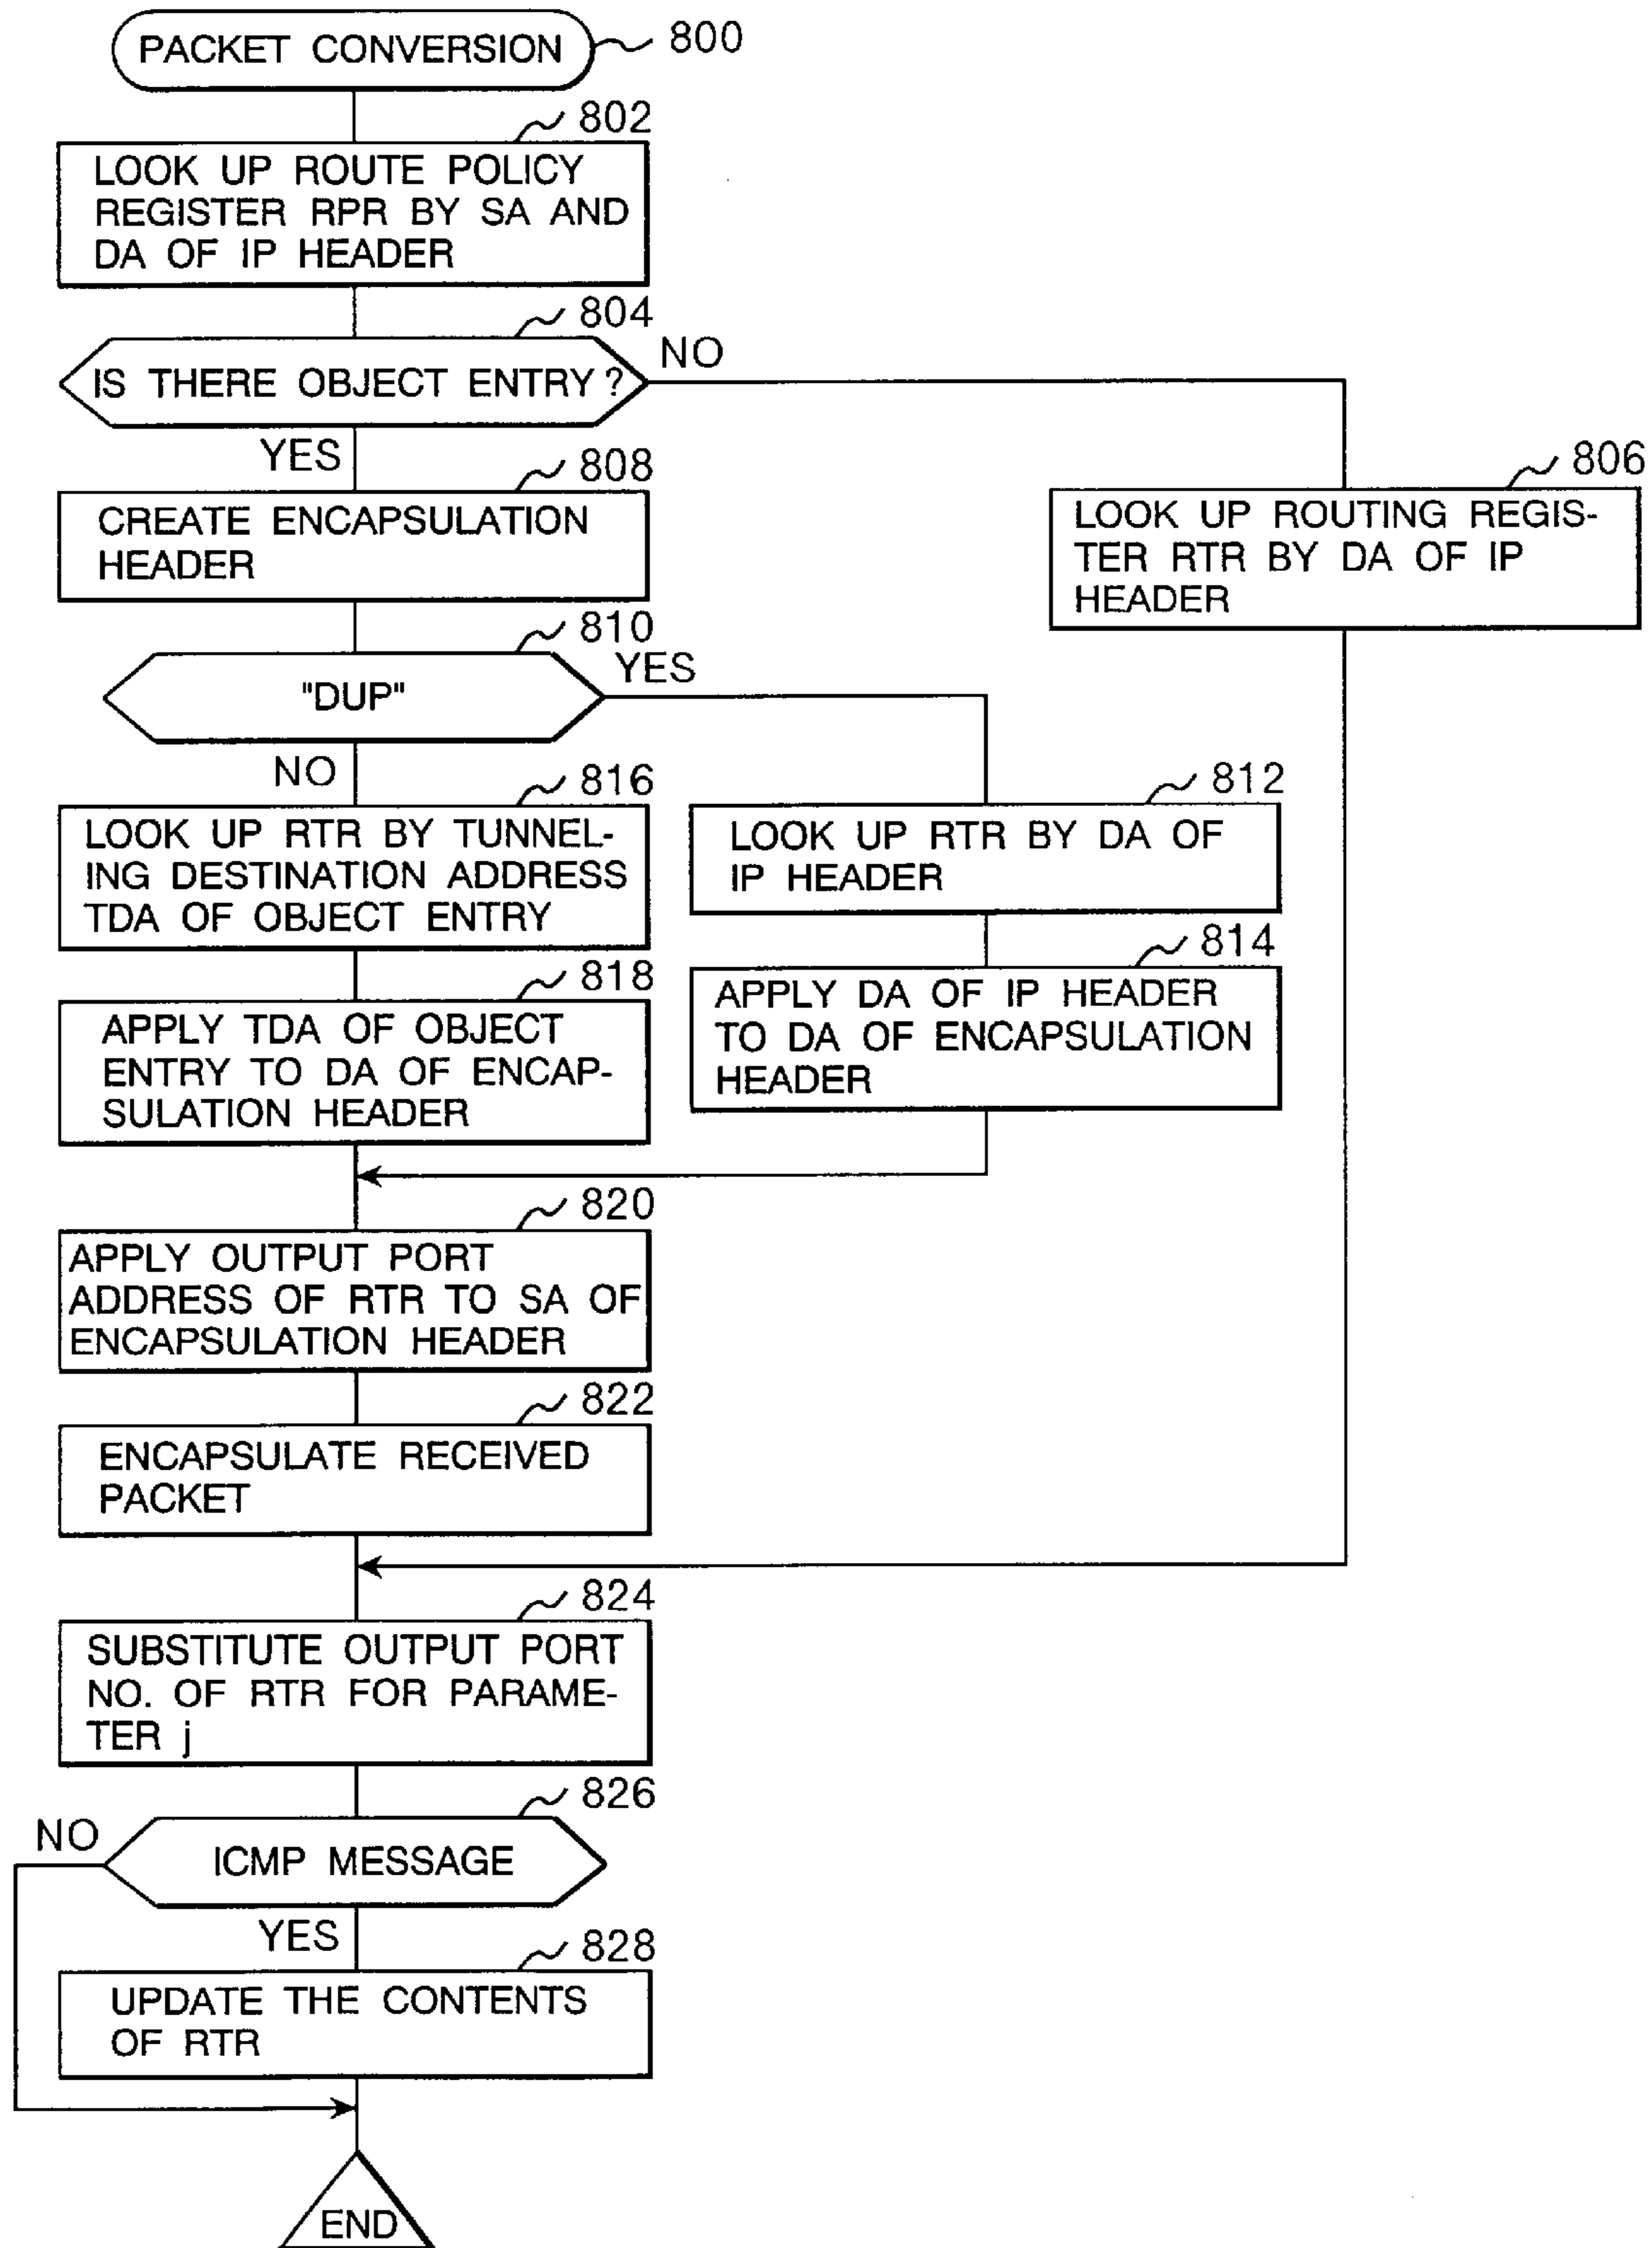 PACKET CONVERSION
800
802
LOOK UP ROUTE POLICY
REGISTER RPR BY SA AND
DA OF IP HEADER
804
IS THERE OBJECT ENTRY?
NO
YES
808
CREATE ENCAPSULATION
HEADER
806
LOOK UP ROUTING REGIS-
TER RTR BY DA OF IP
HEADER
810
"DUP"
YES
NO
816
LOOK UP RTR BY TUNNEL-
ING DESTINATION ADDRESS
TDA OF OBJECT ENTRY
812
LOOK UP RTR BY DA OF
IP HEADER
818
APPLY TDA OF OBJECT
ENTRY TO DA OF ENCAP-
SULATION HEADER
814
APPLY DA OF IP HEADER
TO DA OF ENCAPSULATION
HEADER
820
APPLY OUTPUT PORT
ADDRESS OF RTR TO SA OF
ENCAPSULATION HEADER
822
ENCAPSULATE RECEIVED
PACKET
824
SUBSTITUTE OUTPUT PORT
NO. OF RTR FOR PARAME-
TER j
826
NO
ICMP MESSAGE
YES
828
UPDATE THE CONTENTS
OF RTR
END